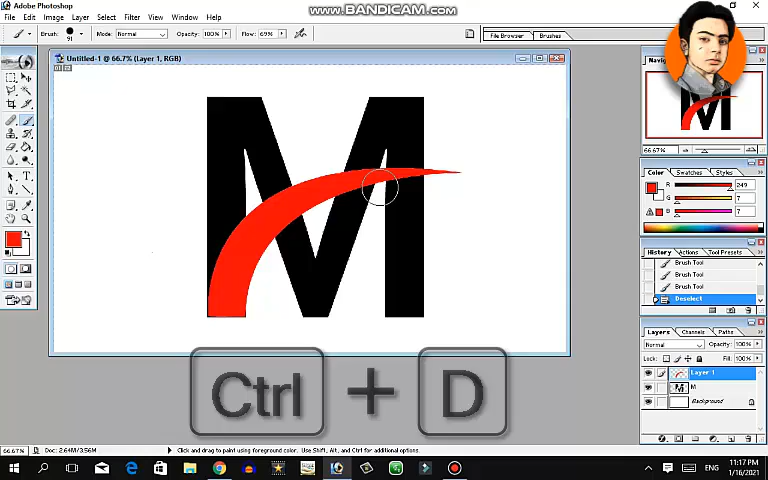 Adobe Photoshop
www.BANDICAM.com
File Edit Image Layer Select Filter View Window Help
Brush: 91 Mode: Normal Opacity: 100% Flow: 69% File Browser Brushes
Untitled-1 @ 66.7% (Layer 1, RGB)
M
Ctrl + D
66.67%
Color Swatches Styles
R 249
G 7
B 7
History Actions Tool Presets
Brush Tool
Brush Tool
Brush Tool
Deselect
Layers Channels Paths
Normal Opacity: 100%
Lock: Fill: 100%
Layer 1
M M
Background
66.67% Doc: 2.64M/3.56M Click and drag to paint using foreground color. Use Shift, Alt, and Ctrl for additional options.
ENG
11:17 PM
1/16/2021